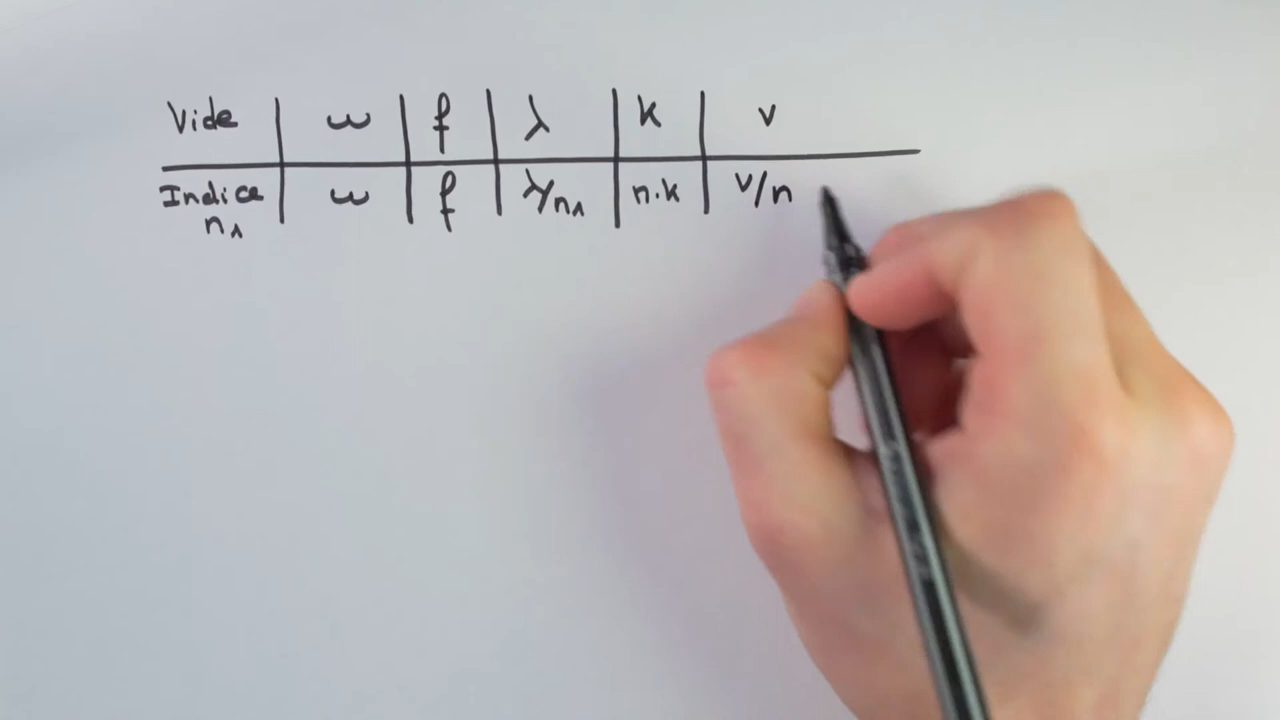 Vide | ω | f | λ | k | v
Indice n₁ | ω | f | λ/n₁ | n.k | v/n